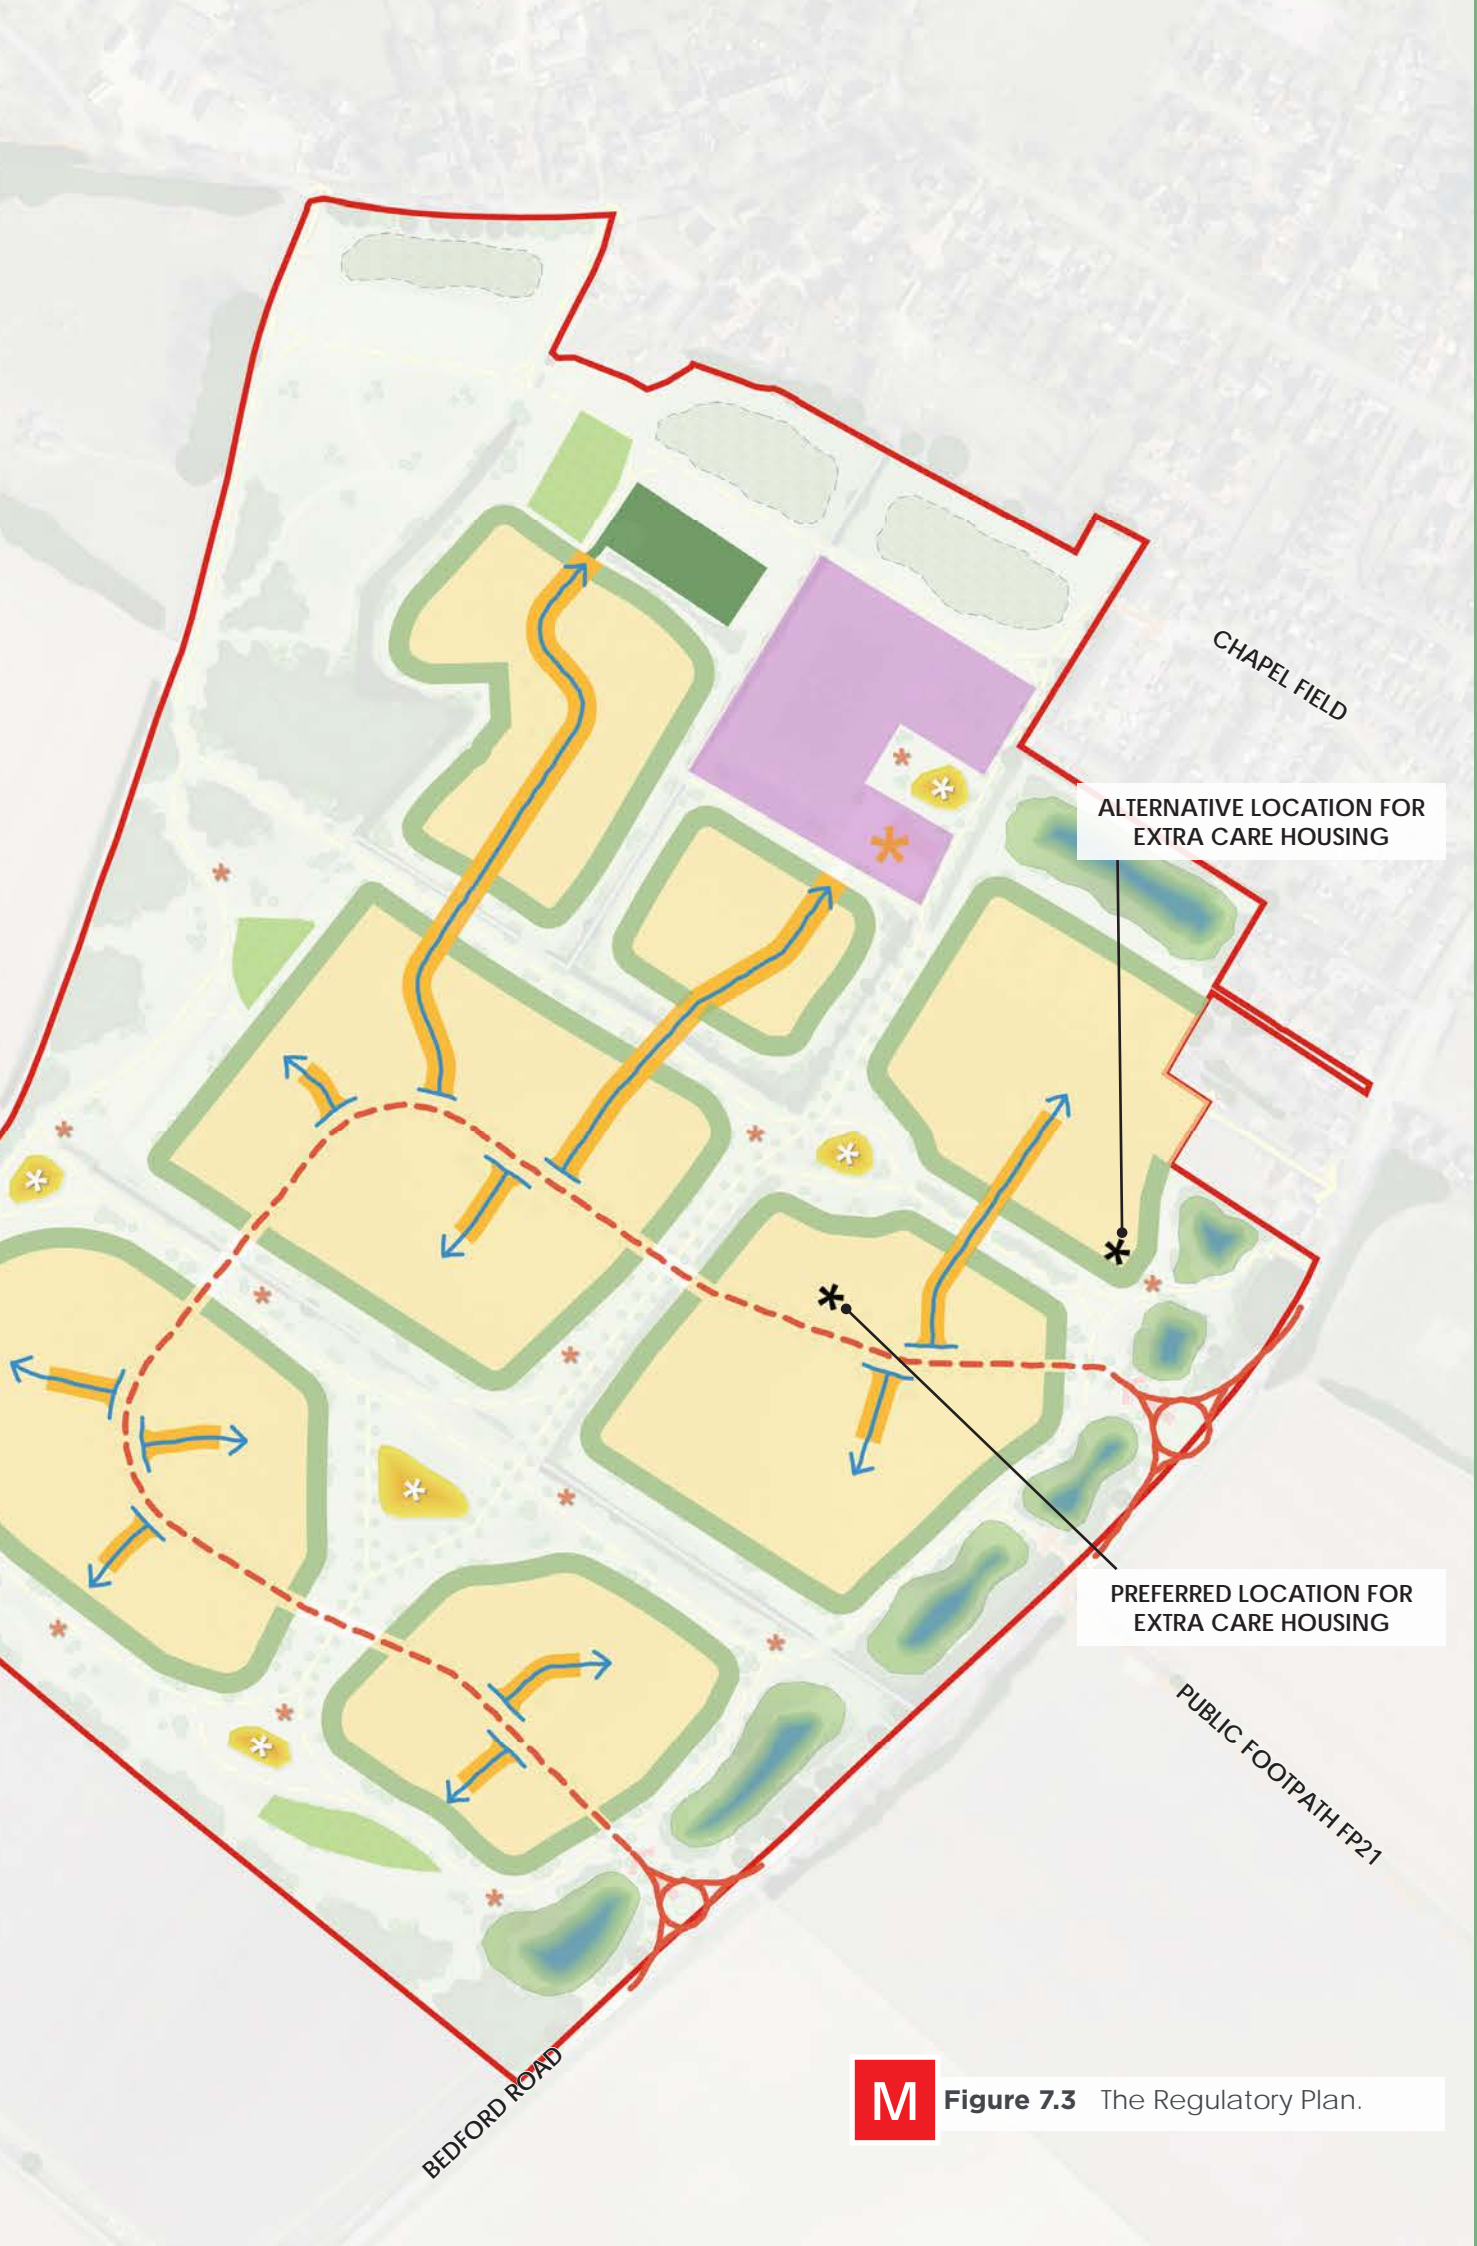 CHAPEL FIELD
ALTERNATIVE LOCATION FOR
EXTRA CARE HOUSING
PREFERRED LOCATION FOR
EXTRA CARE HOUSING
PUBLIC FOOTPATH FP21
BEDFORD ROAD
M Figure 7.3 The Regulatory Plan.